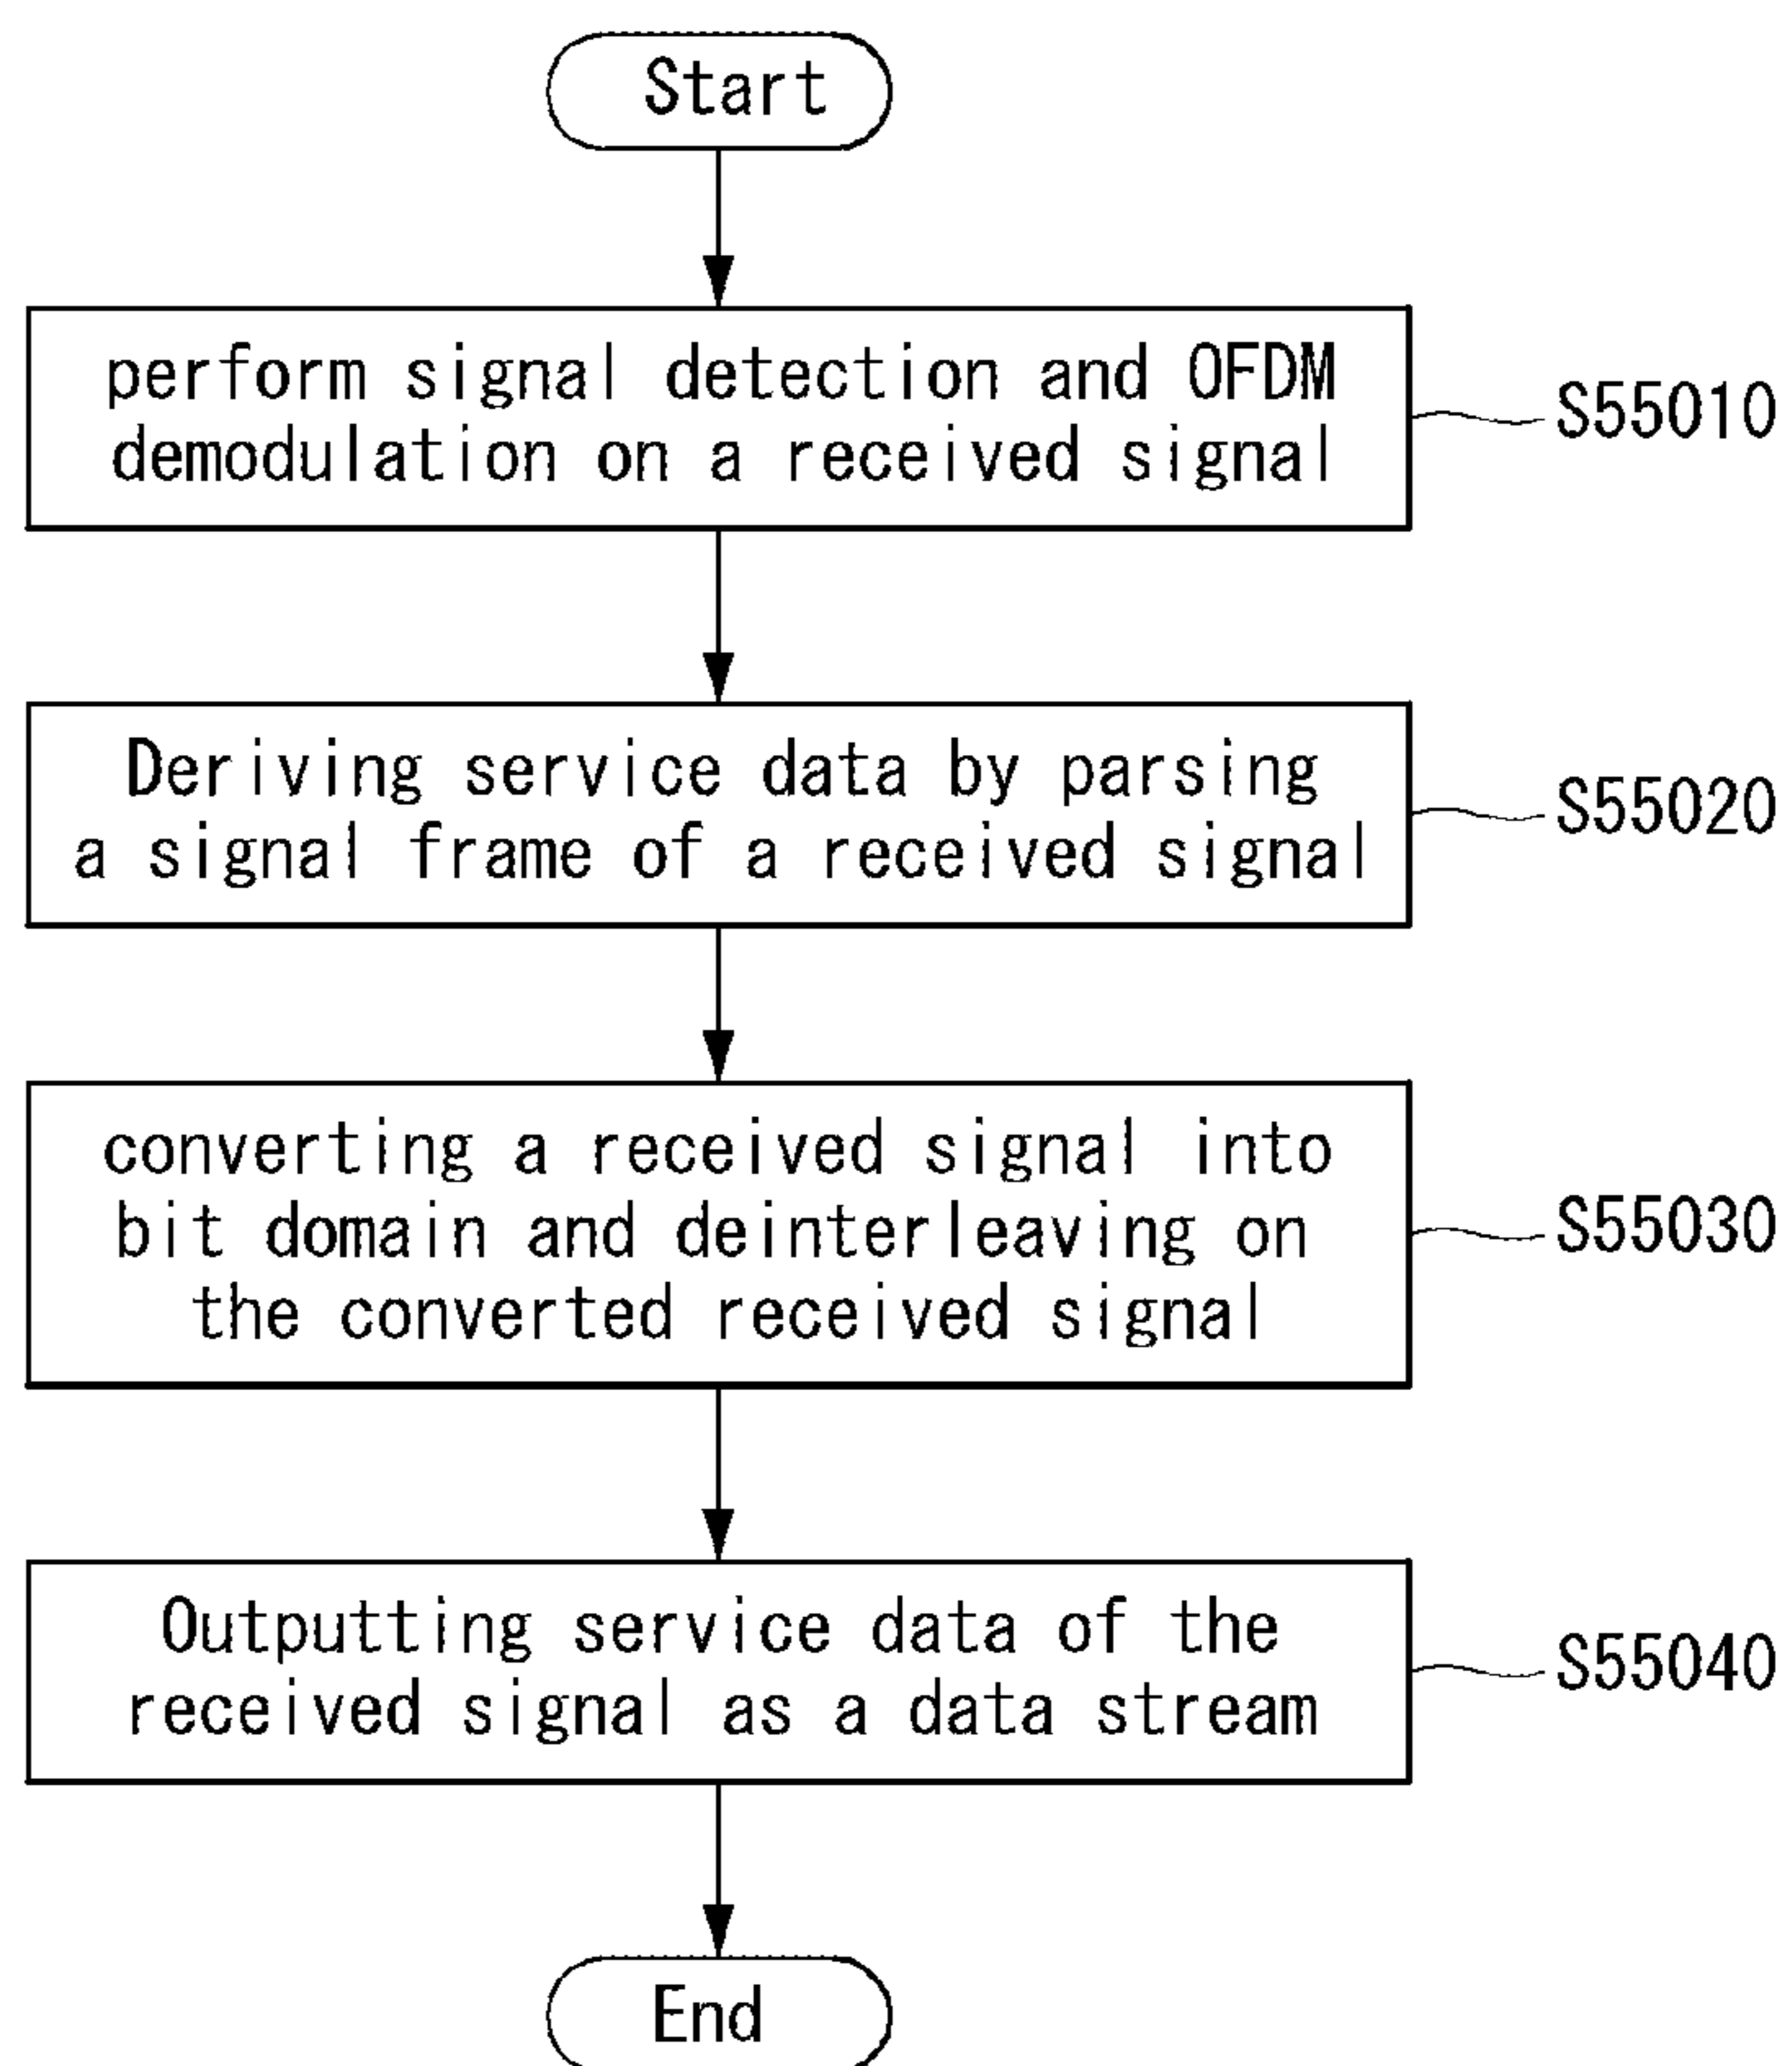 Start
perform signal detection and OFDM
demodulation on a received signal
S55010
Deriving service data by parsing
a signal frame of a received signal
S55020
converting a received signal into
bit domain and deinterleaving on
the converted received signal
S55030
Outputting service data of the
received signal as a data stream
S55040
End